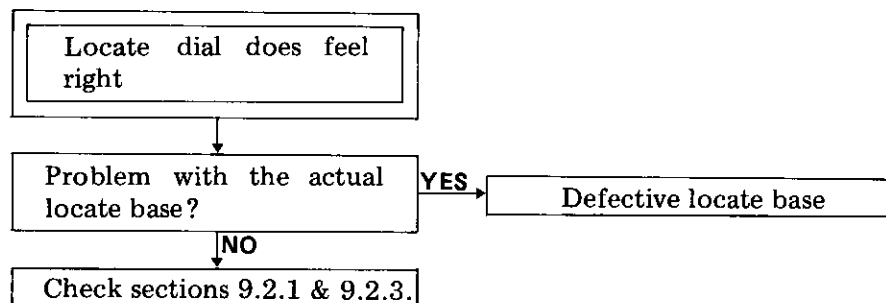 Locate dial does feel
right
Problem with the actual
locate base?
YES
Defective locate base
NO
Check sections 9.2.1 & 9.2.3.